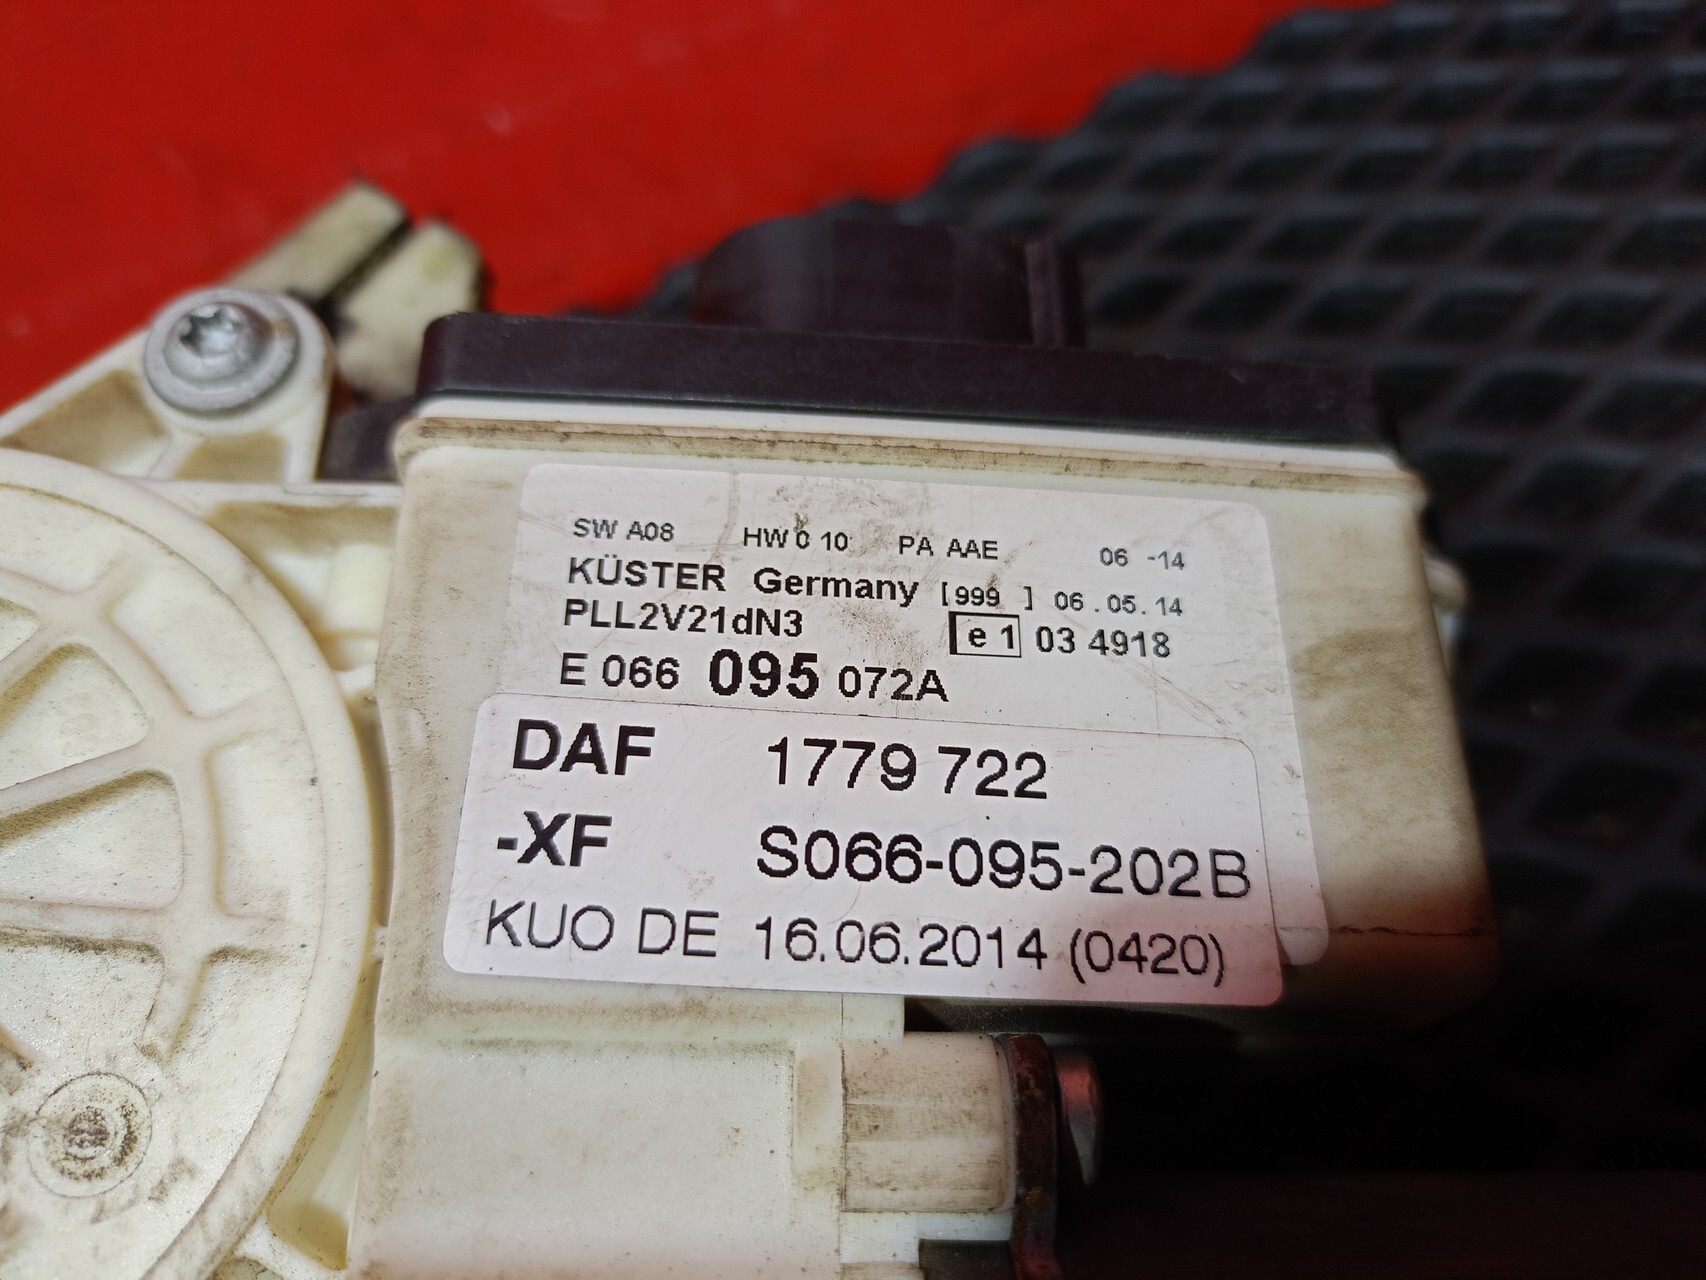 SW A08 HW 0 10 PA AAE 06 -14
KÜSTER Germany [ 999 ] 06.05.14
PLL2V21dN3 e 1 03 4918
E 066 095 072A
DAF 1779 722
-XF S066-095-202B
KUO DE 16.06.2014 (0420)